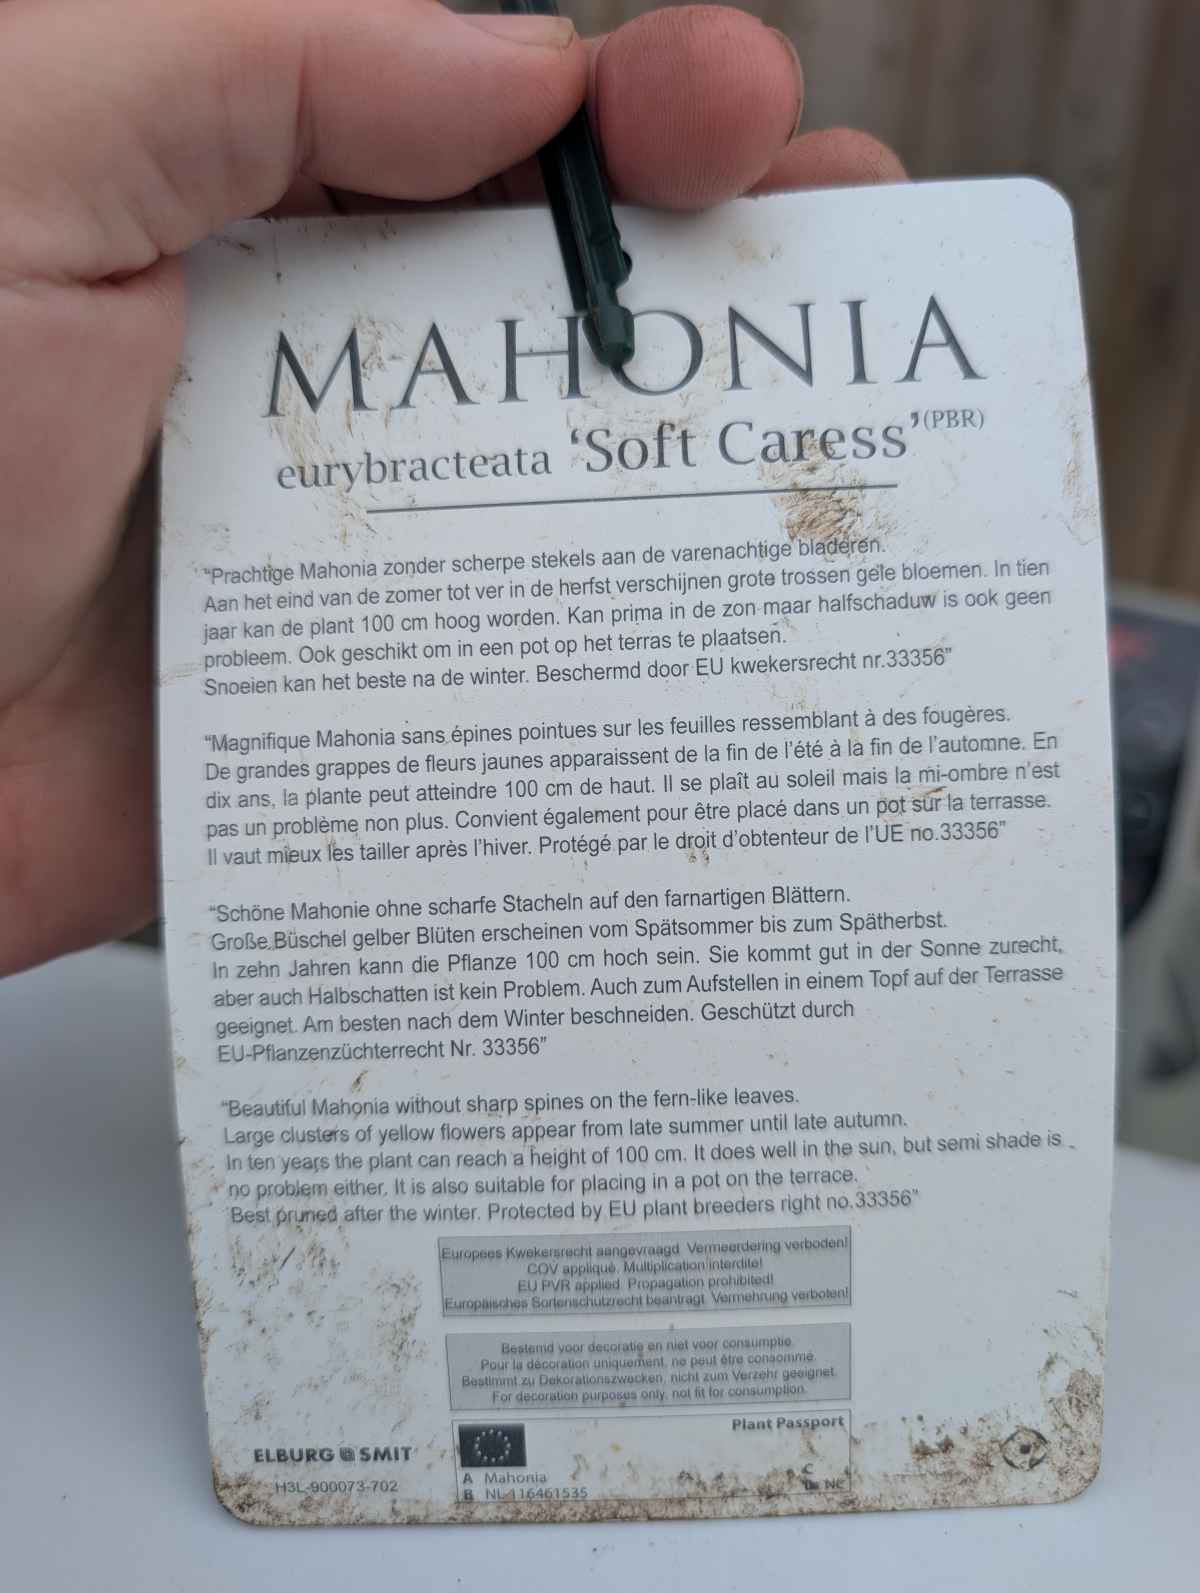 MAHONIA
eurybracteata ‘Soft Caress’(PBR)
“Prachtige Mahonia zonder scherpe stekels aan de varenachtige bladeren.
Aan het eind van de zomer tot ver in de herfst verschijnen grote trossen gele bloemen. In tien
jaar kan de plant 100 cm hoog worden. Kan prima in de zon maar halfschaduw is ook geen
probleem. Ook geschikt om in een pot op het terras te plaatsen.
Snoeien kan het beste na de winter. Beschermd door EU kwekersrecht nr.33356”
“Magnifique Mahonia sans épines pointues sur les feuilles ressemblant à des fougères.
De grandes grappes de fleurs jaunes apparaissent de la fin de l’été à la fin de l’automne. En
dix ans, la plante peut atteindre 100 cm de haut. Il se plaît au soleil mais la mi-ombre n’est
pas un problème non plus. Convient également pour être placé dans un pot sur la terrasse.
Il vaut mieux les tailler après l’hiver. Protégé par le droit d’obtenteur de l’UE no.33356”
“Schöne Mahonie ohne scharfe Stacheln auf den farnartigen Blättern.
Große Büschel gelber Blüten erscheinen vom Spätsommer bis zum Spätherbst.
In zehn Jahren kann die Pflanze 100 cm hoch sein. Sie kommt gut in der Sonne zurecht,
aber auch Halbschatten ist kein Problem. Auch zum Aufstellen in einem Topf auf der Terrasse
geeignet. Am besten nach dem Winter beschneiden. Geschützt durch
EU-Pflanzenzüchterrecht Nr. 33356”
“Beautiful Mahonia without sharp spines on the fern-like leaves.
Large clusters of yellow flowers appear from late summer until late autumn.
In ten years the plant can reach a height of 100 cm. It does well in the sun, but semi shade is
no problem either. It is also suitable for placing in a pot on the terrace.
Best pruned after the winter. Protected by EU plant breeders right no.33356”
Europees Kwekersrecht aangevraagd. Vermeerdering verboden!
COV appliqué. Multiplication interdite!
EU PVR applied. Propagation prohibited!
Europäisches Sortenschutzrecht beantragt. Vermehrung verboten!
Bestemd voor decoratie en niet voor consumptie.
Pour la décoration uniquement, ne peut être consommé.
Bestimmt zu Dekorationszwecken, nicht zum Verzehr geeignet.
For decoration purposes only, not fit for consumption.
Plant Passport
A Mahonia
B NL-116461535
C
D NL
ELBURG SMIT
H3L-900073-702